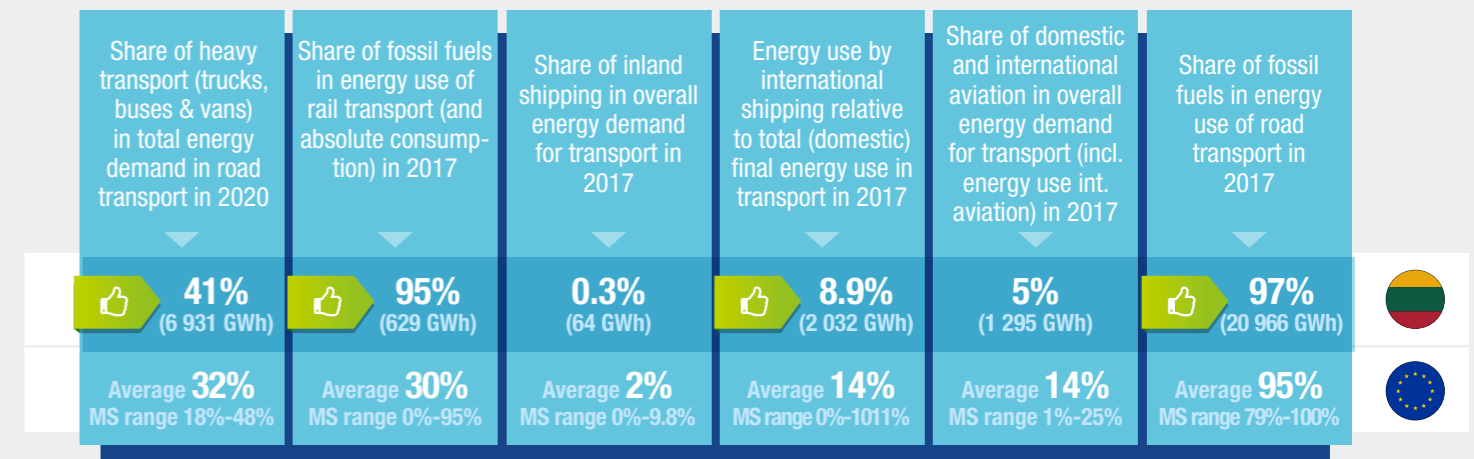 Share of heavy
transport (trucks,
buses & vans)
in total energy
demand in road
transport in 2020
Share of fossil fuels
in energy use of
rail transport (and
absolute consump-
tion) in 2017
Share of inland
shipping in overall
energy demand
for transport in
2017
Energy use by
international
shipping relative
to total (domestic)
final energy use in
transport in 2017
Share of domestic
and international
aviation in overall
energy demand
for transport (incl.
energy use int.
aviation) in 2017
Share of fossil
fuels in energy
use of road
transport in
2017
41%
(6 931 GWh)
95%
(629 GWh)
0.3%
(64 GWh)
8.9%
(2 032 GWh)
5%
(1 295 GWh)
97%
(20 966 GWh)
Average 32%
MS range 18%-48%
Average 30%
MS range 0%-95%
Average 2%
MS range 0%-9.8%
Average 14%
MS range 0%-1011%
Average 14%
MS range 1%-25%
Average 95%
MS range 79%-100%